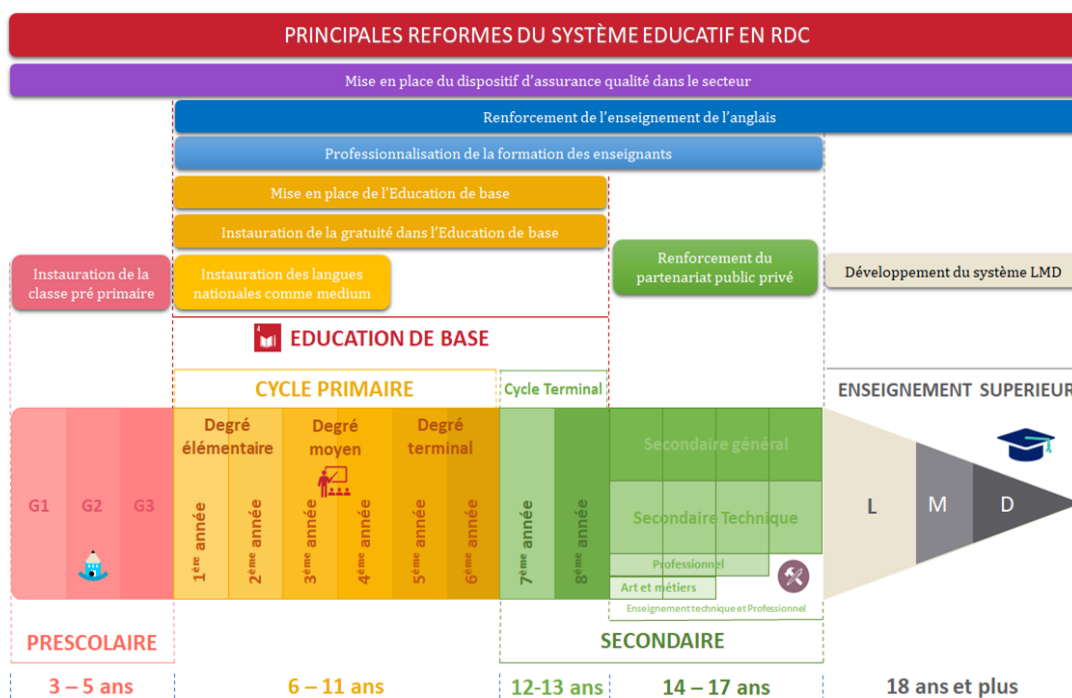 PRINCIPALES REFORMES DU SYSTÈME EDUCATIF EN RDC
Mise en place du dispositif d'assurance qualité dans le secteur
Renforcement de l'enseignement de l'anglais
Professionnalisation de la formation des enseignants
Mise en place de l'Education de base
Instauration de la gratuité dans l'Education de base
Instauration de la
classe pré primaire
Instauration des langues
nationales comme medium
Renforcement du
partenariat public privé
Développement du système LMD
4
EDUCATION DE BASE
CYCLE PRIMAIRE
Cycle Terminal
ENSEIGNEMENT SUPERIEUR
G1
G2
G3
Degré
élémentaire
Degré
moyen
Degré
terminal
1ère année
2ème année
3ème année
4ème année
5ème année
6ème année
7ème année
8ème année
Secondaire général
Secondaire Technique
Professionnel
Art et métiers
Enseignement technique et Professionnel
L
M
D
PRESCOLAIRE
SECONDAIRE
3 – 5 ans
6 – 11 ans
12-13 ans
14 – 17 ans
18 ans et plus